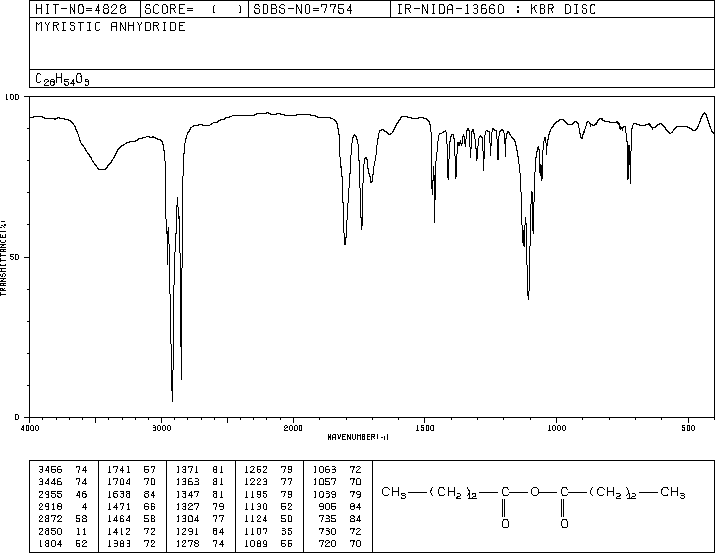 HIT-NO=4828 SCORE= ( ) SDBS-NO=7754 IR-NIDA-13660 : KBR DISC
MYRISTIC ANHYDRIDE
C28H54O3
100
50
0
TRANSMITTANCE(%)
4000 3000 2000 1500 1000 500
WAVENUMBER(-1)
3456 74 1741 57 1371 81 1252 79 1063 72
3446 74 1704 70 1363 81 1223 77 1057 70
2955 46 1638 84 1347 81 1195 79 1039 79
2918 4 1471 66 1327 79 1130 52 906 84
2872 58 1464 58 1304 77 1124 50 735 84
2850 11 1412 72 1291 84 1107 35 730 72
1804 52 1383 72 1278 74 1089 55 720 70
CH3—(CH2)12—C—O—C—(CH2)12—CH3
O O